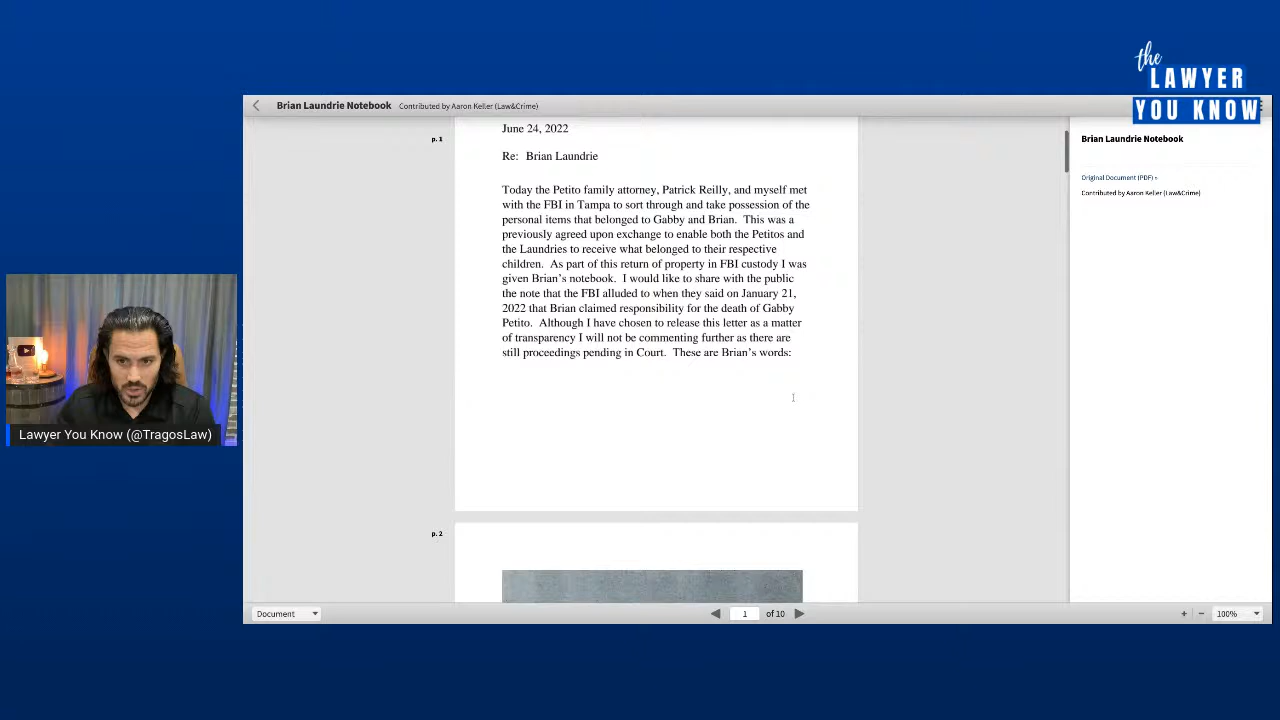 the
LAWYER
YOU KNOW
Brian Laundrie Notebook Contributed by Aaron Keller (Law&Crime)
p. 1
June 24, 2022
Re: Brian Laundrie
Today the Petito family attorney, Patrick Reilly, and myself met
with the FBI in Tampa to sort through and take possession of the
personal items that belonged to Gabby and Brian. This was a
previously agreed upon exchange to enable both the Petitos and
the Laundries to receive what belonged to their respective
children. As part of this return of property in FBI custody I was
given Brian's notebook. I would like to share with the public
the note that the FBI alluded to when they said on January 21,
2022 that Brian claimed responsibility for the death of Gabby
Petito. Although I have chosen to release this letter as a matter
of transparency I will not be commenting further as there are
still proceedings pending in Court. These are Brian's words:
p. 2
Brian Laundrie Notebook
Original Document (PDF) »
Contributed by Aaron Keller (Law&Crime)
Lawyer You Know (@TragosLaw)
Document
1 of 10
+ − 100%